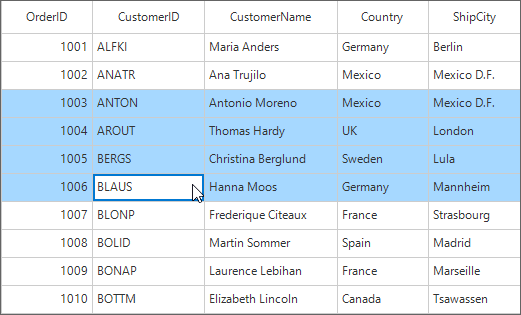 OrderID CustomerID CustomerName Country ShipCity
1001 ALFKI Maria Anders Germany Berlin
1002 ANATR Ana Trujilo Mexico Mexico D.F.
1003 ANTON Antonio Moreno Mexico Mexico D.F.
1004 AROUT Thomas Hardy UK London
1005 BERGS Christina Berglund Sweden Lula
1006 BLAUS Hanna Moos Germany Mannheim
1007 BLONP Frederique Citeaux France Strasbourg
1008 BOLID Martin Sommer Spain Madrid
1009 BONAP Laurence Lebihan France Marseille
1010 BOTTM Elizabeth Lincoln Canada Tsawassen